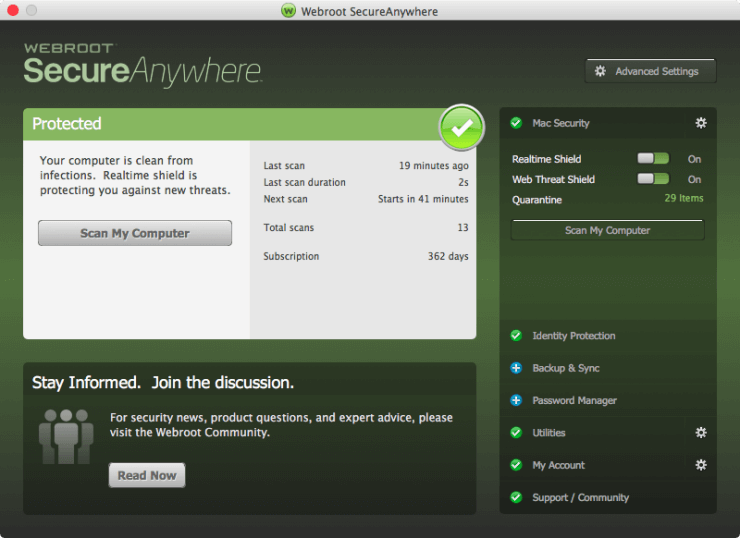 Webroot SecureAnywhere
WEBROOT
SecureAnywhere.
Advanced Settings
Protected
Your computer is clean from
infections. Realtime shield is
protecting you against new threats.
Scan My Computer
Last scan 19 minutes ago
Last scan duration 2s
Next scan Starts in 41 minutes
Total scans 13
Subscription 362 days
Stay Informed. Join the discussion.
For security news, product questions, and expert advice, please
visit the Webroot Community.
Read Now
Mac Security
Realtime Shield On
Web Threat Shield On
Quarantine 29 Items
Scan My Computer
Identity Protection
Backup & Sync
Password Manager
Utilities
My Account
Support / Community